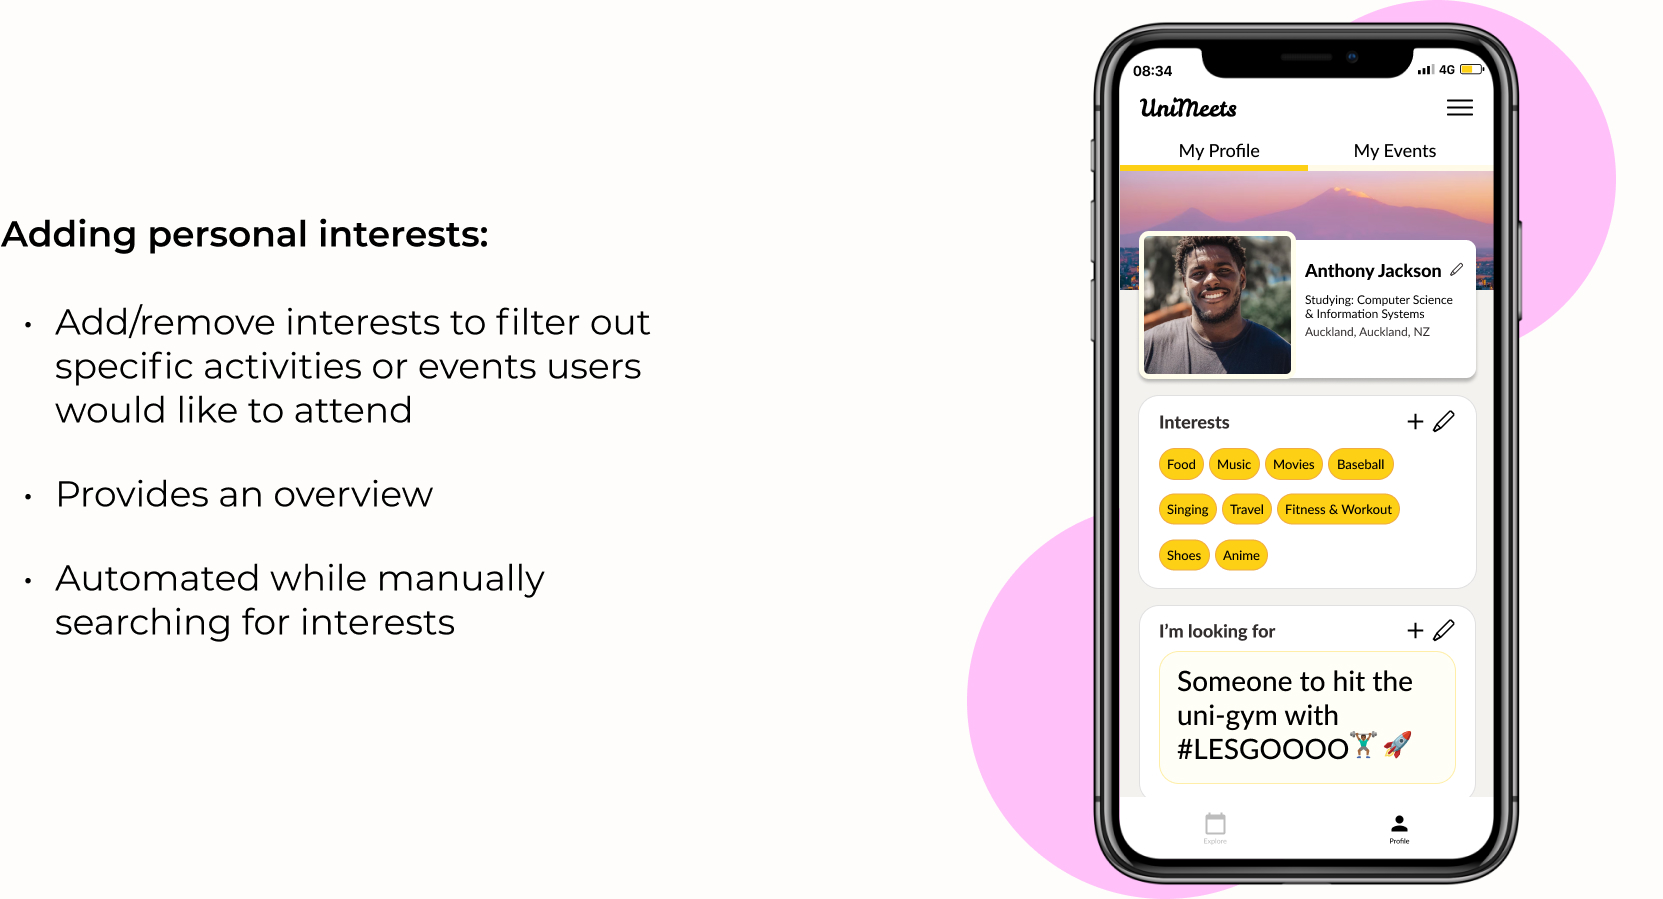 Adding personal interests:
• Add/remove interests to filter out
specific activities or events users
would like to attend
• Provides an overview
• Automated while manually
searching for interests
08:34
4G
UniMeets
My Profile
My Events
Anthony Jackson
Studying: Computer Science
& Information Systems
Auckland, Auckland, NZ
Interests
Food Music Movies Baseball
Singing Travel Fitness & Workout
Shoes Anime
I'm looking for
Someone to hit the
uni-gym with
#LESGOOOO🏋🏽‍♂️🚀
Explore
Profile